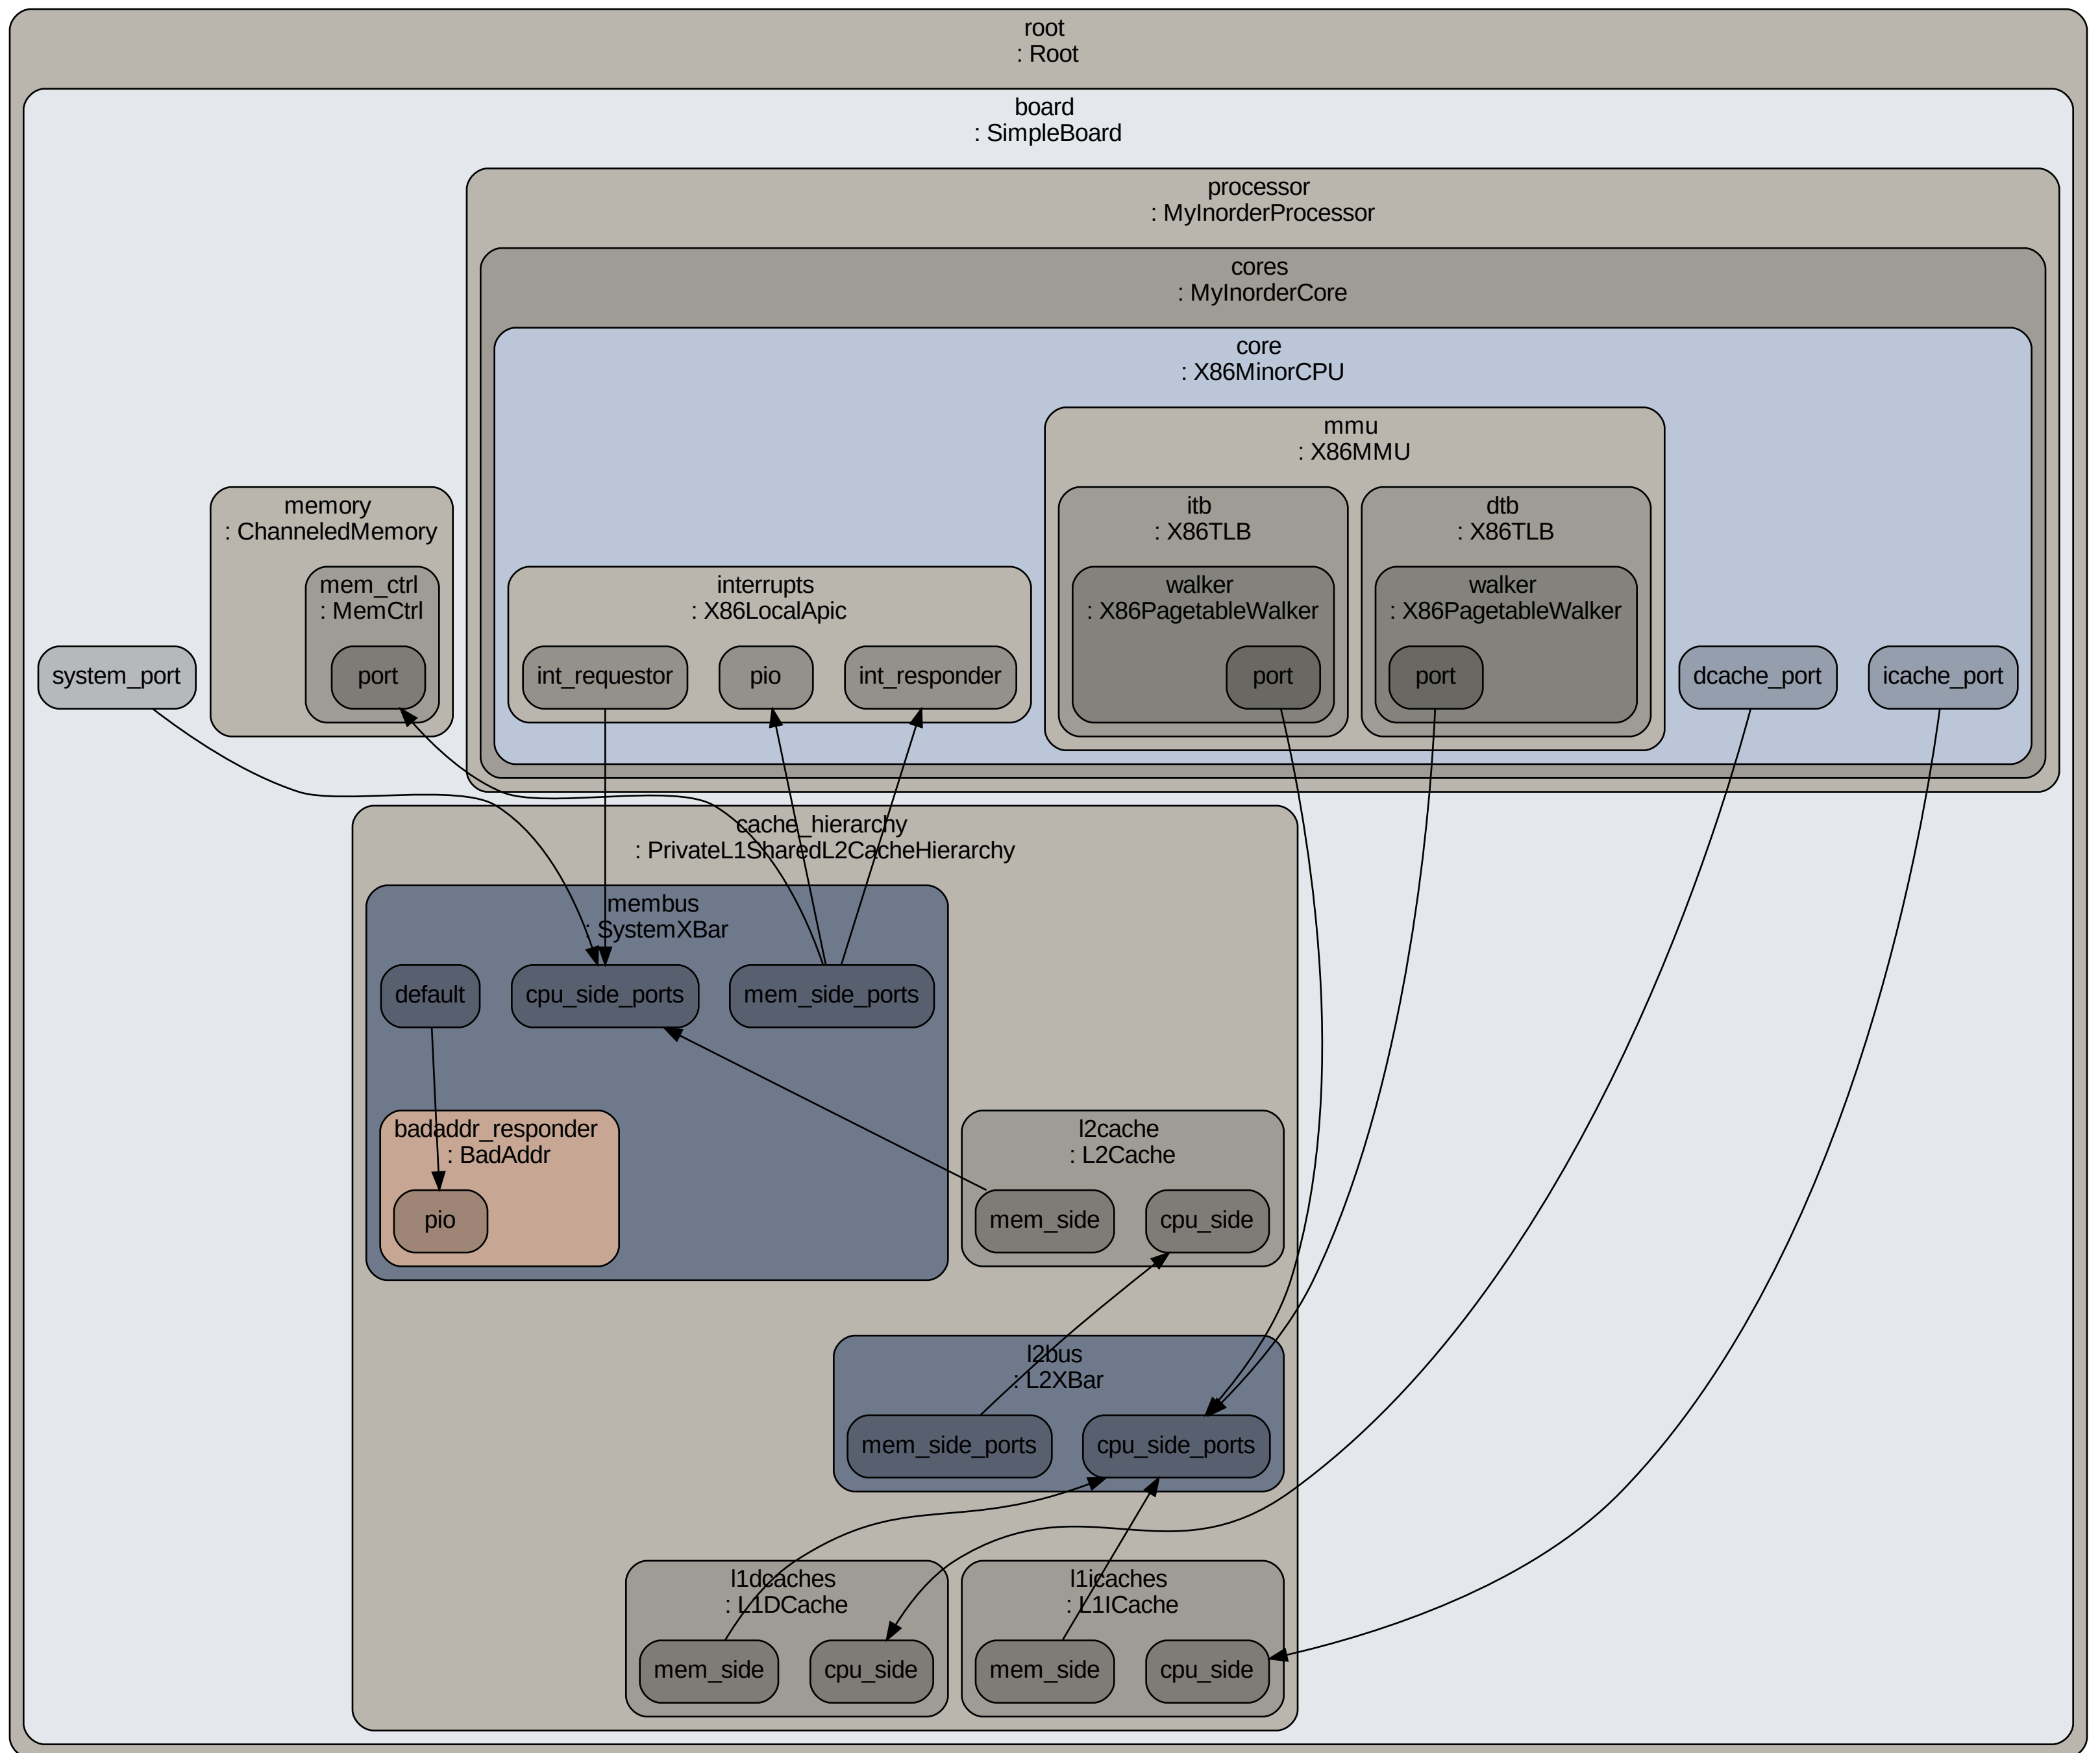 root
: Root
board
: SimpleBoard
processor
: MyInorderProcessor
cores
: MyInorderCore
core
: X86MinorCPU
mmu
: X86MMU
memory
: ChanneledMemory
itb
: X86TLB
dtb
: X86TLB
mem_ctrl
: MemCtrl
interrupts
: X86LocalApic
walker
: X86PagetableWalker
walker
: X86PagetableWalker
system_port
port
int_requestor
pio
int_responder
port
port
dcache_port
icache_port
cache_hierarchy
: PrivateL1SharedL2CacheHierarchy
membus
: SystemXBar
default
cpu_side_ports
mem_side_ports
badaddr_responder
: BadAddr
l2cache
: L2Cache
pio
mem_side
cpu_side
l2bus
: L2XBar
mem_side_ports
cpu_side_ports
l1dcaches
: L1DCache
l1icaches
: L1ICache
mem_side
cpu_side
mem_side
cpu_side